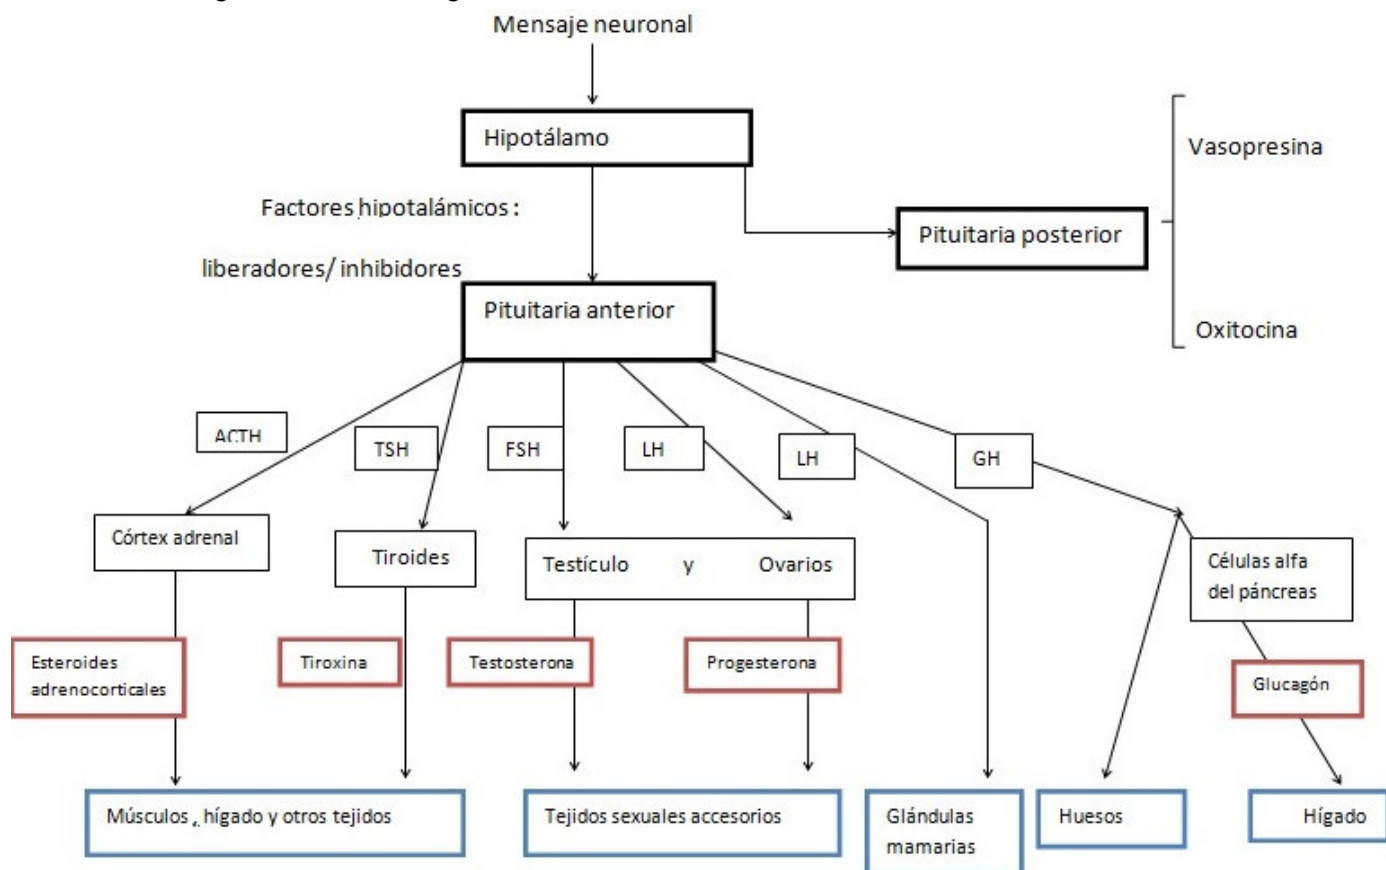 Mensaje neuronal
Hipotálamo
Vasopresina
Factores hipotalámicos :
Pituitaria posterior
liberadores/ inhibidores
Pituitaria anterior
Oxitocina
ACTH
TSH
FSH
LH
LH
GH
Córtex adrenal
Tiroides
Testículo y Ovarios
Células alfa
del páncreas
Esteroides
adrenocorticales
Tiroxina
Testosterona
Progesterona
Glucagón
Músculos , hígado y otros tejidos
Tejidos sexuales accesorios
Glándulas
mamarias
Huesos
Hígado